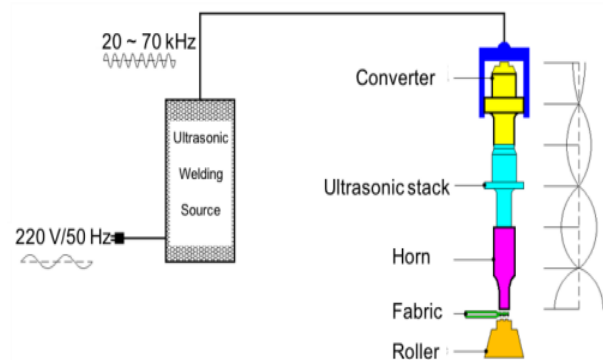 20 ~ 70 kHz
Ultrasonic
Welding
Source
220 V/50 Hz
Converter
Ultrasonic stack
Horn
Fabric
Roller